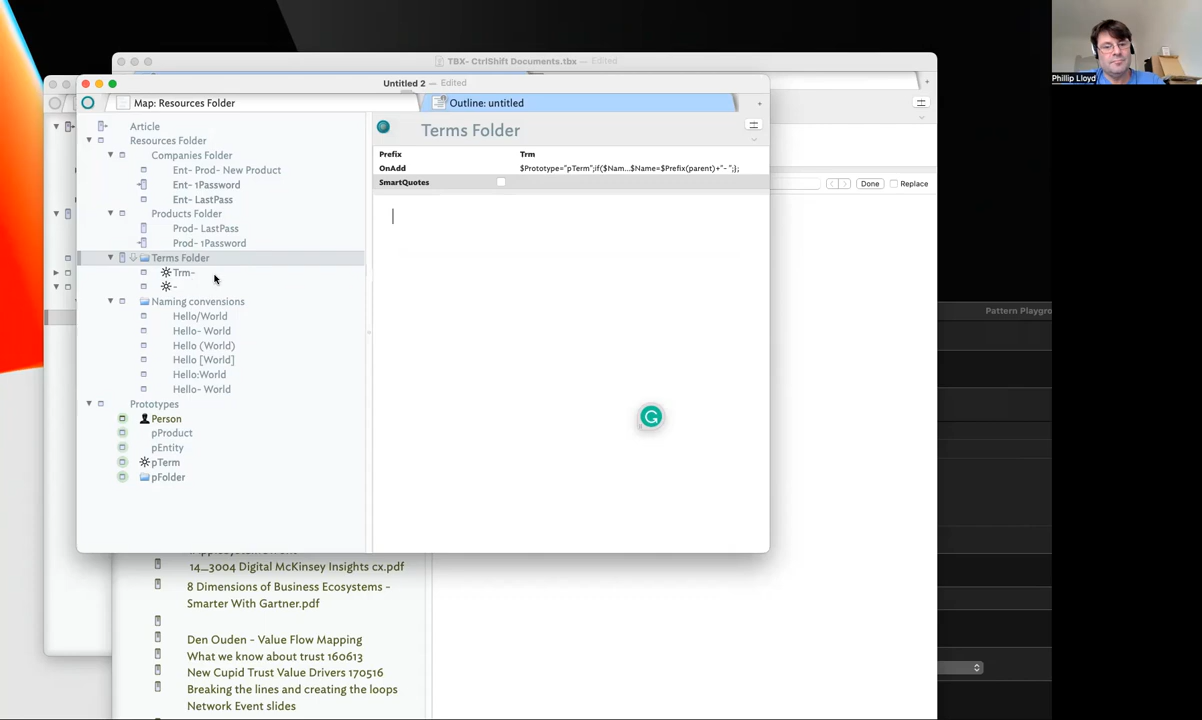 TBX- CtrlShift Documents.tbx — Edited
Untitled 2 — Edited
Map: Resources Folder
Outline: untitled
Article
Resources Folder
Companies Folder
Ent- Prod- New Product
Ent- 1Password
Ent- LastPass
Products Folder
Prod- LastPass
Prod- 1Password
Terms Folder
Trm-
-
Naming convensions
Hello/World
Hello- World
Hello (World)
Hello [World]
Hello:World
Hello- World
Prototypes
Person
pProduct
pEntity
pTerm
pFolder
Terms Folder
Prefix Trm
OnAdd $Prototype="pTerm";if($Nam...$Name=$Prefix(parent)+"- ";};
SmartQuotes
Done
Replace
Pattern Playgro
14_3004 Digital McKinsey Insights cx.pdf
8 Dimensions of Business Ecosystems -
Smarter With Gartner.pdf
Den Ouden - Value Flow Mapping
What we know about trust 160613
New Cupid Trust Value Drivers 170516
Breaking the lines and creating the loops
Network Event slides
Phillip Lloyd